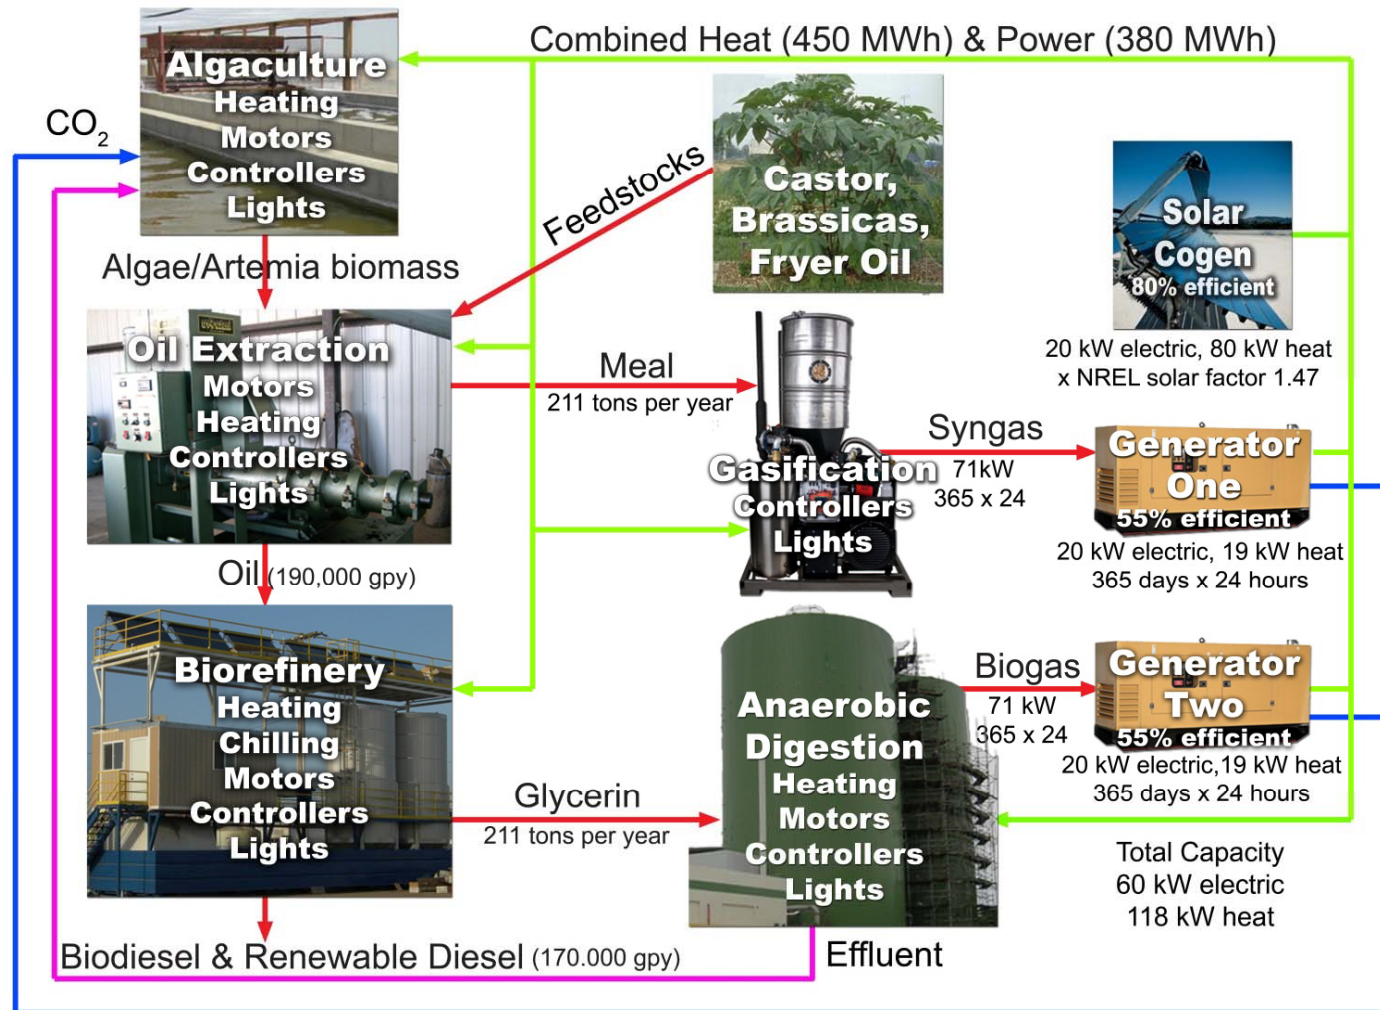 Combined Heat (450 MWh) & Power (380 MWh)
Algaculture
Heating
Motors
Controllers
Lights
CO2
Feedstocks
Castor,
Brassicas,
Fryer Oil
Solar
Cogen
80% efficient
20 kW electric, 80 kW heat
x NREL solar factor 1.47
Algae/Artemia biomass
Oil Extraction
Motors
Heating
Controllers
Lights
Meal
211 tons per year
Gasification
Controllers
Lights
Syngas
71kW
365 x 24
Generator
One
55% efficient
20 kW electric, 19 kW heat
365 days x 24 hours
Oil (190,000 gpy)
Biorefinery
Heating
Chilling
Motors
Controllers
Lights
Glycerin
211 tons per year
Anaerobic
Digestion
Heating
Motors
Controllers
Lights
Biogas
71 kW
365 x 24
Generator
Two
55% efficient
20 kW electric,19 kW heat
365 days x 24 hours
Total Capacity
60 kW electric
118 kW heat
Biodiesel & Renewable Diesel (170.000 gpy)
Effluent